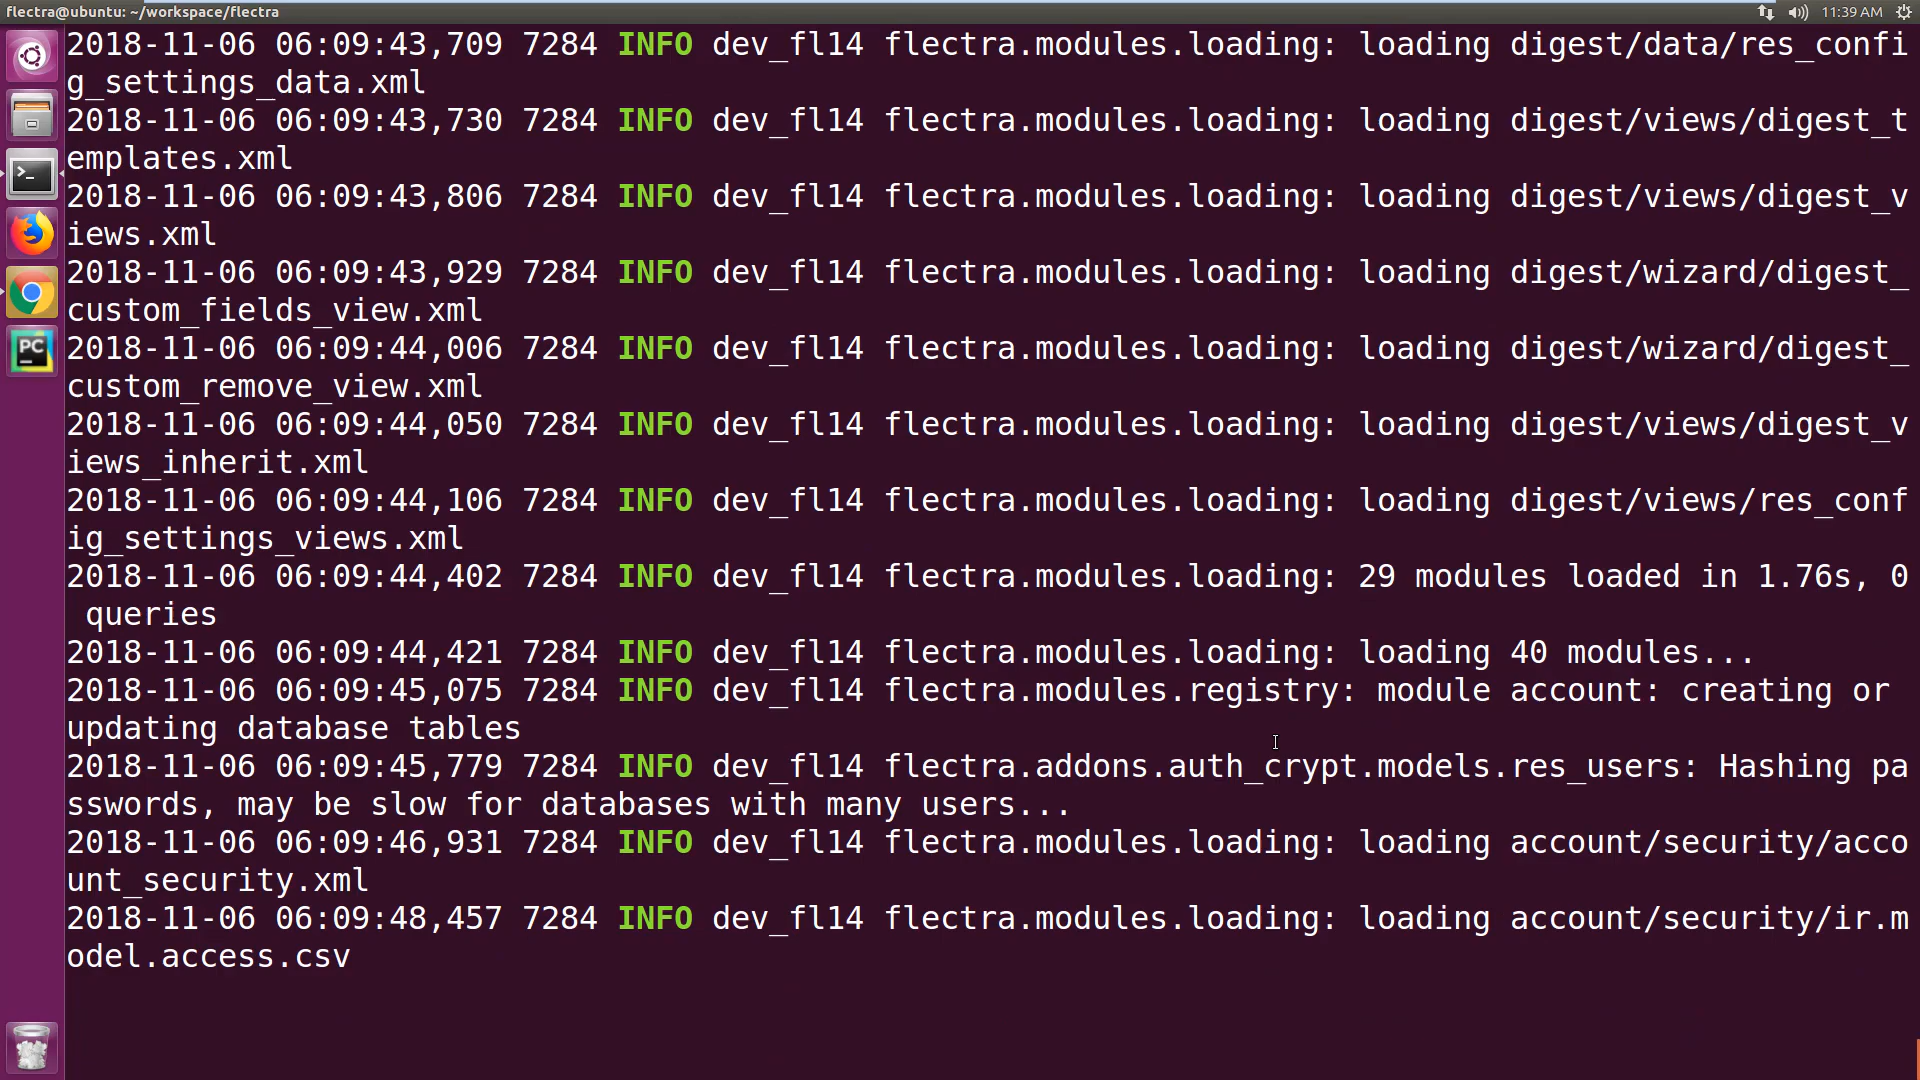 flectra@ubuntu: ~/workspace/flectra
11:39 AM
2018-11-06 06:09:43,709 7284 INFO dev_fl14 flectra.modules.loading: loading digest/data/res_confi
g_settings_data.xml
2018-11-06 06:09:43,730 7284 INFO dev_fl14 flectra.modules.loading: loading digest/views/digest_t
emplates.xml
2018-11-06 06:09:43,806 7284 INFO dev_fl14 flectra.modules.loading: loading digest/views/digest_v
iews.xml
2018-11-06 06:09:43,929 7284 INFO dev_fl14 flectra.modules.loading: loading digest/wizard/digest_
custom_fields_view.xml
2018-11-06 06:09:44,006 7284 INFO dev_fl14 flectra.modules.loading: loading digest/wizard/digest_
custom_remove_view.xml
2018-11-06 06:09:44,050 7284 INFO dev_fl14 flectra.modules.loading: loading digest/views/digest_v
iews_inherit.xml
2018-11-06 06:09:44,106 7284 INFO dev_fl14 flectra.modules.loading: loading digest/views/res_conf
ig_settings_views.xml
2018-11-06 06:09:44,402 7284 INFO dev_fl14 flectra.modules.loading: 29 modules loaded in 1.76s, 0
queries
2018-11-06 06:09:44,421 7284 INFO dev_fl14 flectra.modules.loading: loading 40 modules...
2018-11-06 06:09:45,075 7284 INFO dev_fl14 flectra.modules.registry: module account: creating or
updating database tables
2018-11-06 06:09:45,779 7284 INFO dev_fl14 flectra.addons.auth_crypt.models.res_users: Hashing pa
sswords, may be slow for databases with many users...
2018-11-06 06:09:46,931 7284 INFO dev_fl14 flectra.modules.loading: loading account/security/acco
unt_security.xml
2018-11-06 06:09:48,457 7284 INFO dev_fl14 flectra.modules.loading: loading account/security/ir.m
odel.access.csv
PC